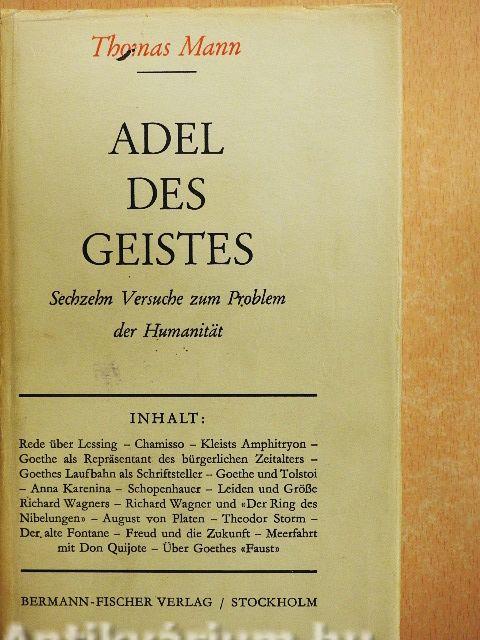 Thomas Mann
ADEL
DES
GEISTES
Sechzehn Versuche zum Problem
der Humanität
INHALT:
Rede über Lessing – Chamisso – Kleists Amphitryon –
Goethe als Repräsentant des bürgerlichen Zeitalters –
Goethes Laufbahn als Schriftsteller – Goethe und Tolstoi
– Anna Karenina – Schopenhauer – Leiden und Größe
Richard Wagners – Richard Wagner und «Der Ring des
Nibelungen» – August von Platen – Theodor Storm –
Der alte Fontane – Freud und die Zukunft – Meerfahrt
mit Don Quijote – Über Goethes «Faust»
BERMANN-FISCHER VERLAG / STOCKHOLM
Antikvárium.hu